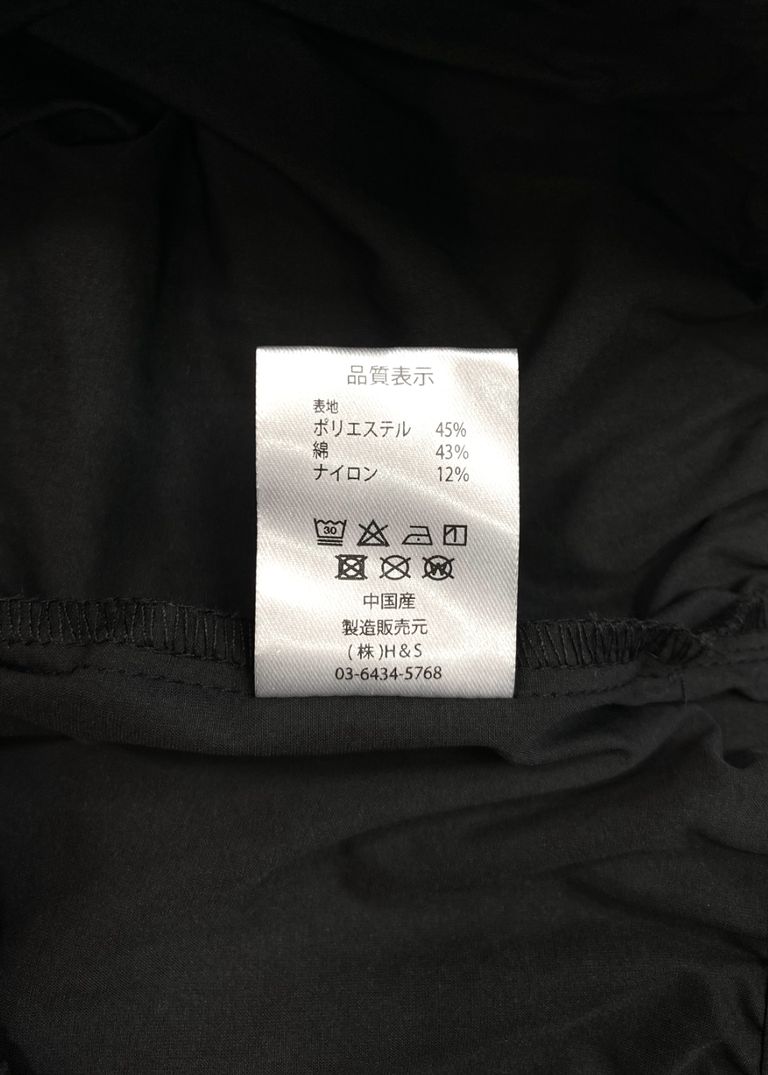 品質表示
表地
ポリエステル 45%
綿 43%
ナイロン 12%
30
W
中国産
製造販売元
(株)H&S
03-6434-5768